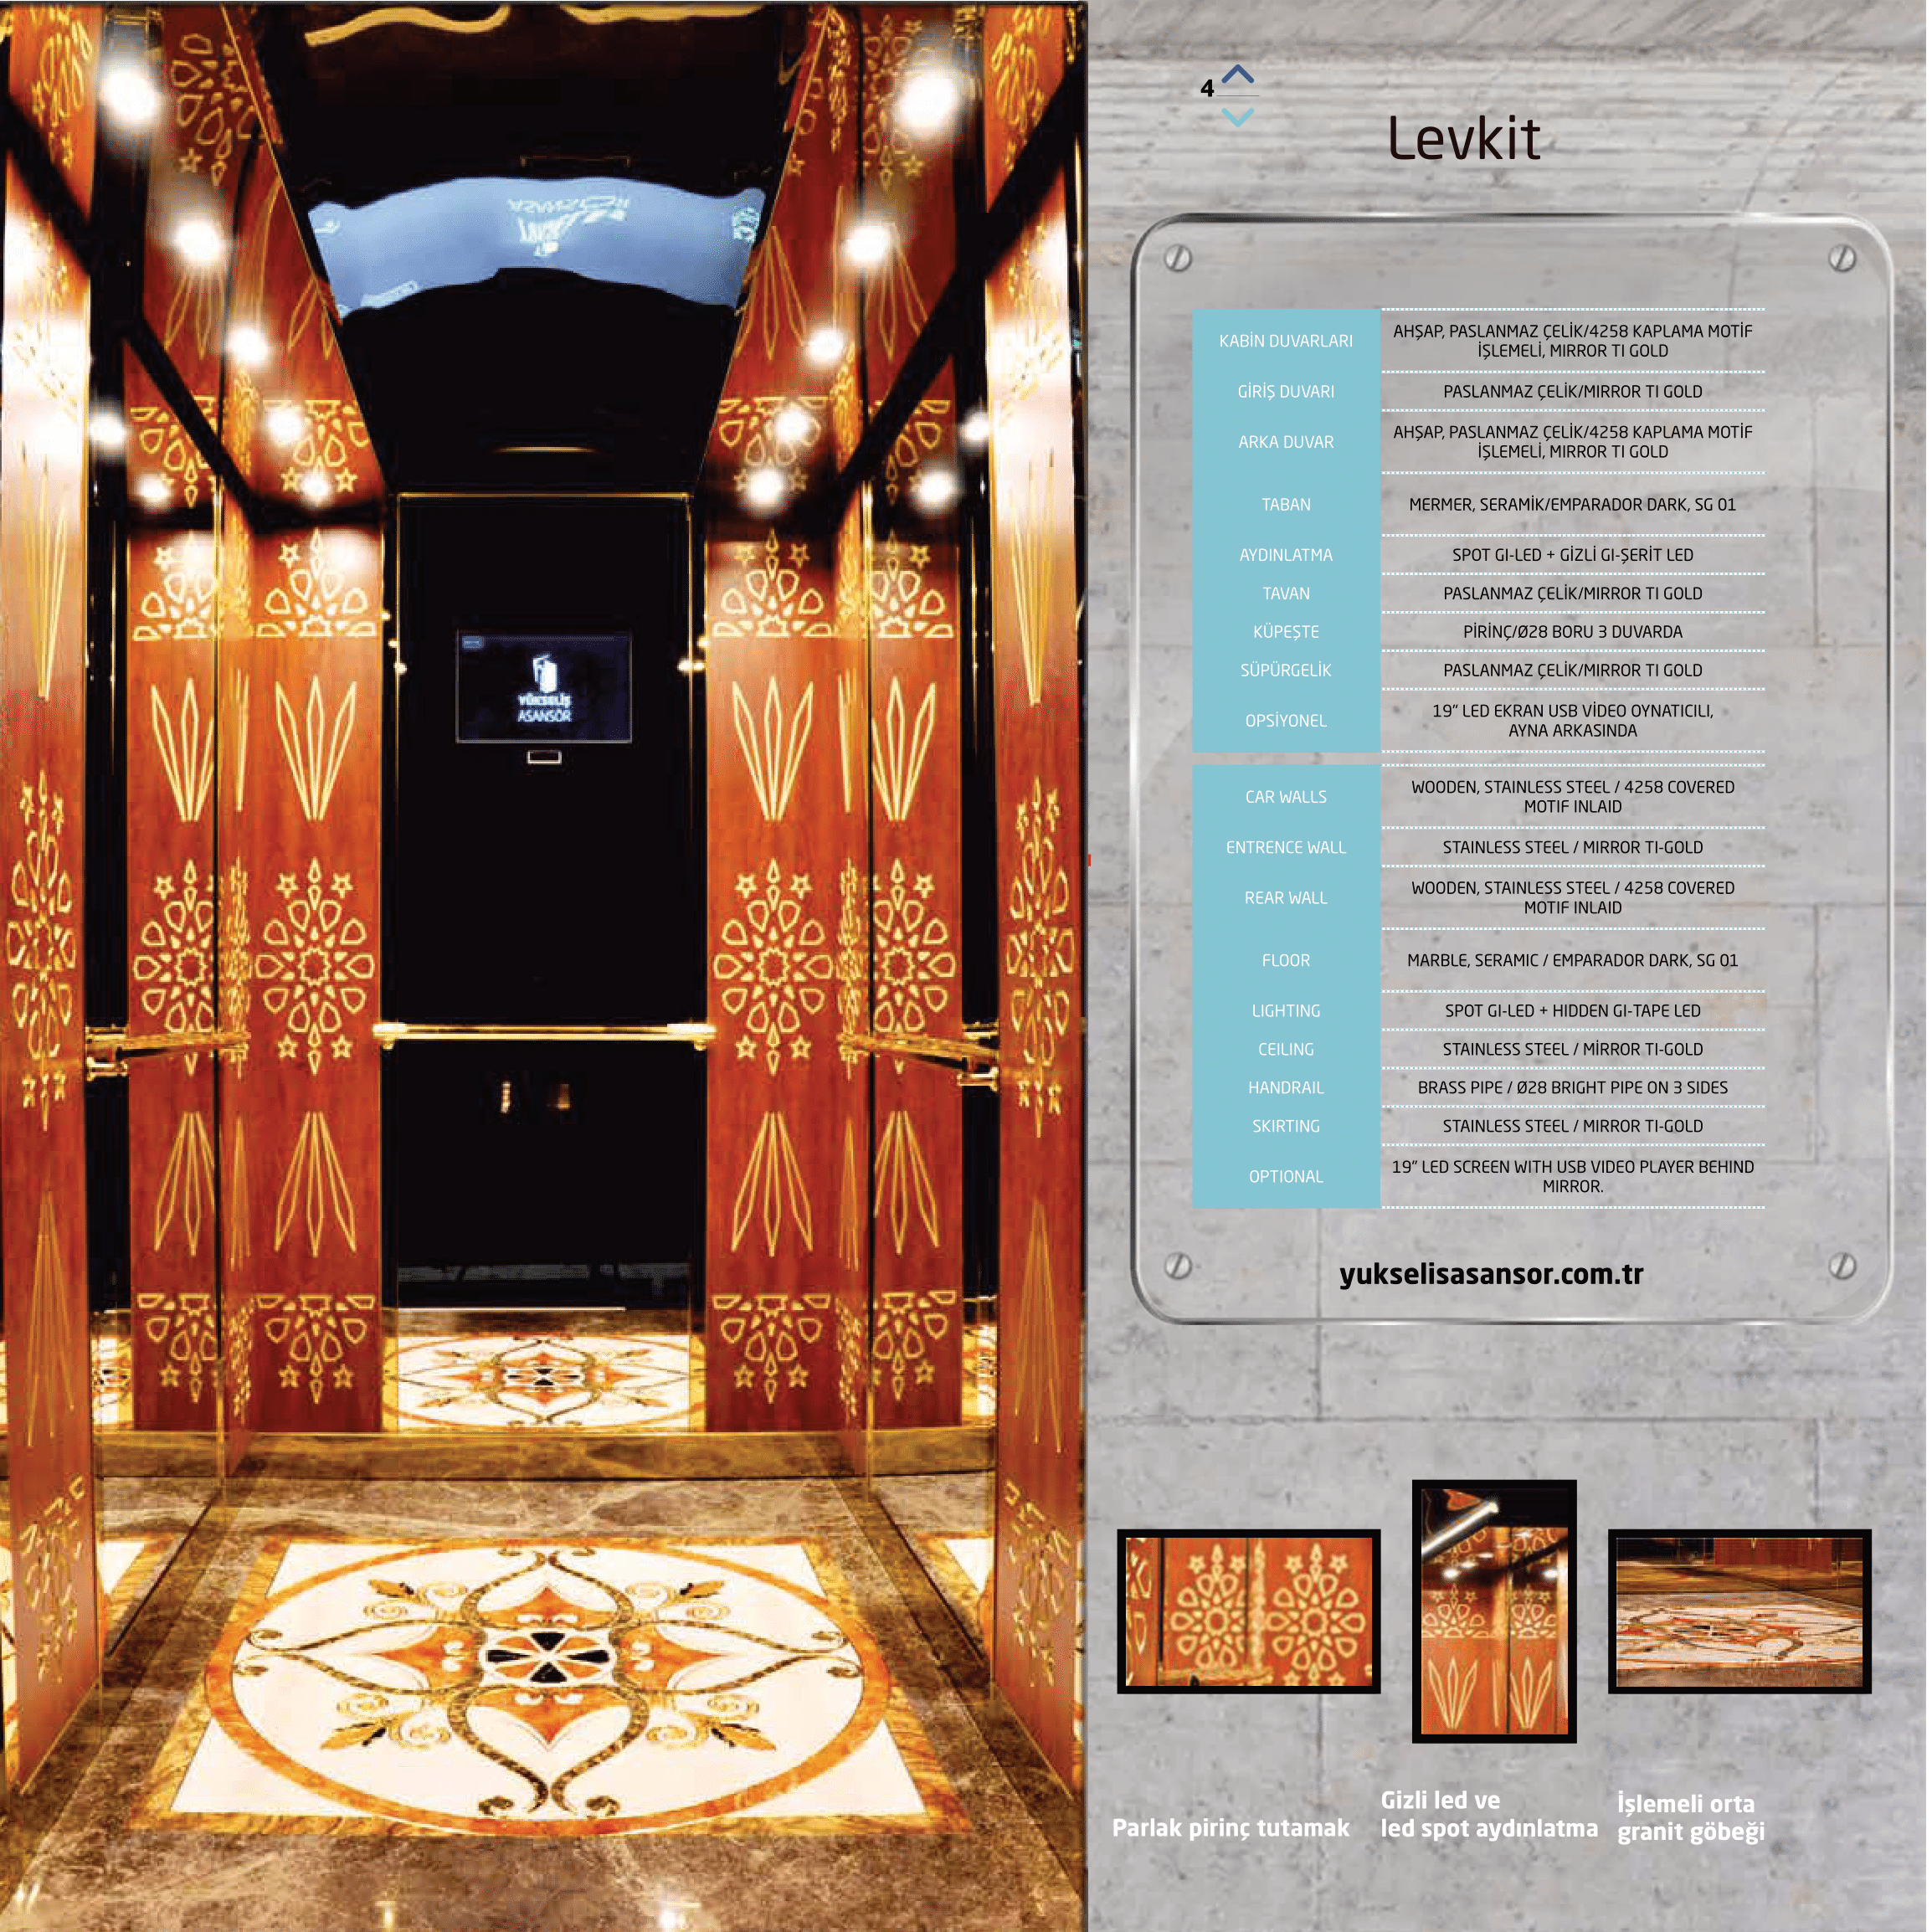 YÜKSELİŞ
ASANSÖR
4
Levkit
KABİN DUVARLARI
AHŞAP, PASLANMAZ ÇELİK/4258 KAPLAMA MOTİF
İŞLEMELİ, MIRROR TI GOLD
GİRİŞ DUVARI
PASLANMAZ ÇELİK/MIRROR TI GOLD
ARKA DUVAR
AHŞAP, PASLANMAZ ÇELİK/4258 KAPLAMA MOTİF
İŞLEMELİ, MIRROR TI GOLD
TABAN
MERMER, SERAMİK/EMPARADOR DARK, SG 01
AYDINLATMA
SPOT GI-LED + GİZLİ GI-ŞERİT LED
TAVAN
PASLANMAZ ÇELİK/MIRROR TI GOLD
KÜPEŞTE
PİRİNÇ/Ø28 BORU 3 DUVARDA
SÜPÜRGELİK
PASLANMAZ ÇELİK/MIRROR TI GOLD
OPSİYONEL
19” LED EKRAN USB VİDEO OYNATICILI,
AYNA ARKASINDA
CAR WALLS
WOODEN, STAINLESS STEEL / 4258 COVERED
MOTIF INLAID
ENTRENCE WALL
STAINLESS STEEL / MIRROR TI-GOLD
REAR WALL
WOODEN, STAINLESS STEEL / 4258 COVERED
MOTIF INLAID
FLOOR
MARBLE, SERAMIC / EMPARADOR DARK, SG 01
LIGHTING
SPOT GI-LED + HIDDEN GI-TAPE LED
CEILING
STAINLESS STEEL / MİRROR TI-GOLD
HANDRAIL
BRASS PIPE / Ø28 BRIGHT PIPE ON 3 SIDES
SKIRTING
STAINLESS STEEL / MIRROR TI-GOLD
OPTIONAL
19” LED SCREEN WITH USB VIDEO PLAYER BEHIND
MIRROR.
yukselisasansor.com.tr
Parlak pirinç tutamak
Gizli led ve
led spot aydınlatma
İşlemeli orta
granit göbeği